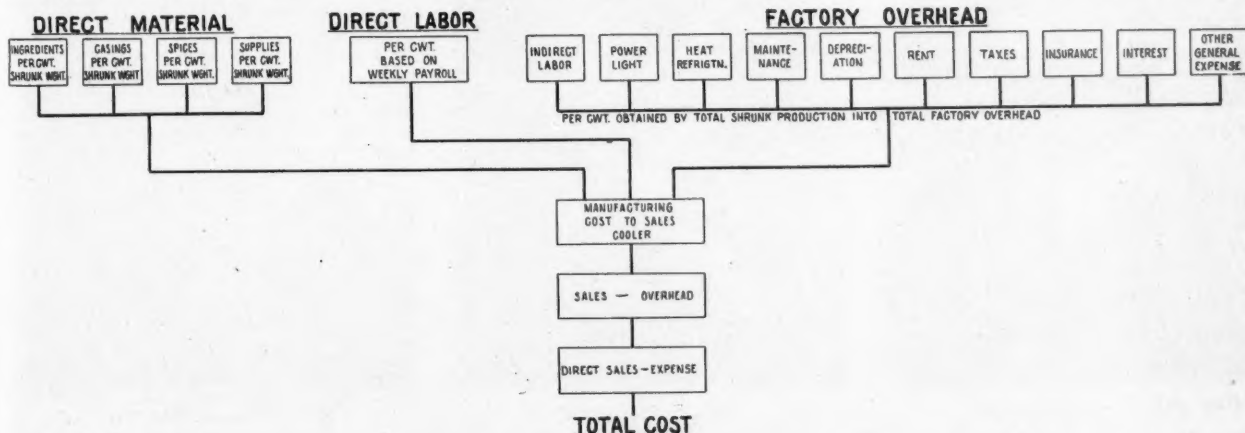 DIRECT MATERIAL
INGREDIENTS
PER CWT.
SHRUNK WGHT.
CASINGS
PER CWT.
SHRUNK WGHT
SPICES
PER CWT.
SHRUNK WGHT.
SUPPLIES
PER CWT.
SHRUNK WGHT.
DIRECT LABOR
PER CWT.
BASED ON
WEEKLY PAYROLL
FACTORY OVERHEAD
INDIRECT
LABOR
POWER
LIGHT
HEAT
REFRIGTN.
MAINTE-
NANCE
DEPRECI-
ATION
RENT
TAXES
INSURANCE
INTEREST
OTHER
GENERAL
EXPENSE
PER CWT. OBTAINED BY TOTAL SHRUNK PRODUCTION INTO TOTAL FACTORY OVERHEAD
MANUFACTURING
COST TO SALES
COOLER
SALES — OVERHEAD
DIRECT SALES—EXPENSE
TOTAL COST